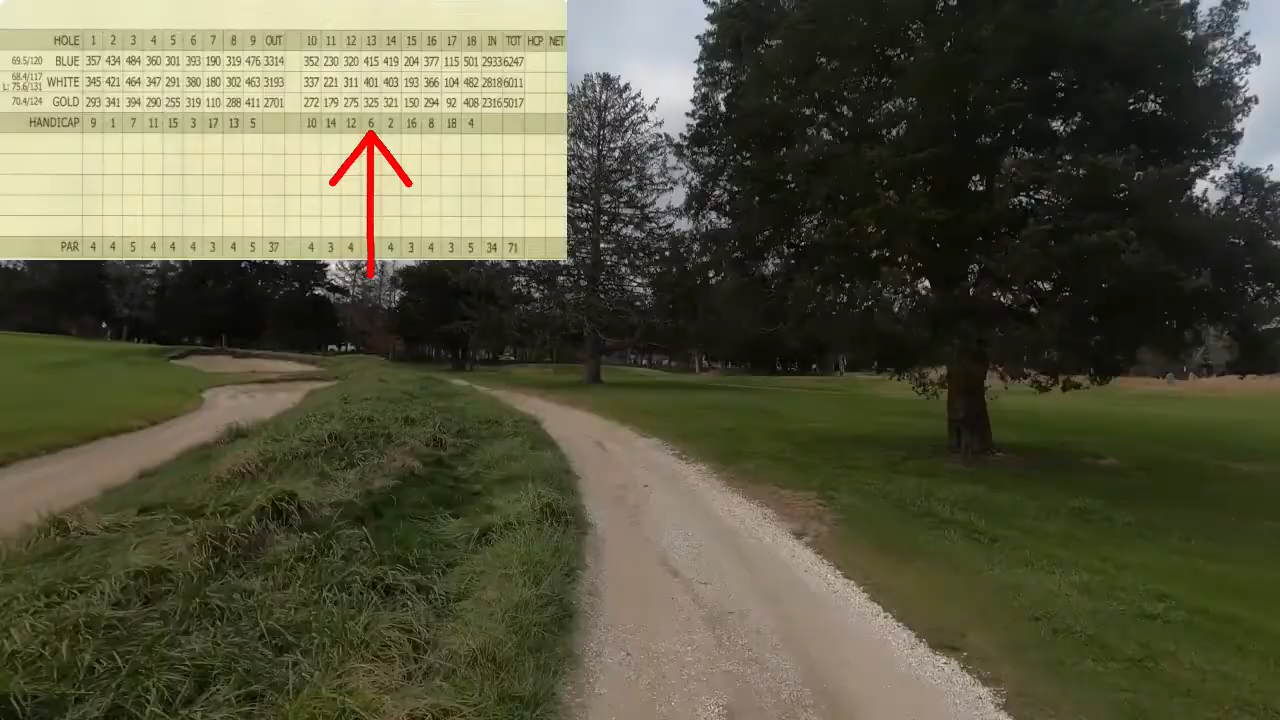 HOLE 1 2 3 4 5 6 7 8 9 OUT 10 11 12 13 14 15 16 17 18 IN TOT HCP NET
69.5/120 BLUE 357 434 484 360 301 393 190 319 476 3314 352 230 320 415 419 204 377 115 501 2933 6247
68.4/117 L: 75.6/131 WHITE 345 421 464 347 291 380 180 302 463 3193 337 221 311 401 403 193 366 104 482 2818 6011
70.4/124 GOLD 293 341 394 290 255 319 110 288 411 2701 272 179 275 325 321 150 294 92 408 2316 5017
HANDICAP 9 1 7 11 15 3 17 13 5 10 14 12 6 2 16 8 18 4
PAR 4 4 5 4 4 4 3 4 5 37 4 3 4 4 3 4 3 5 34 71